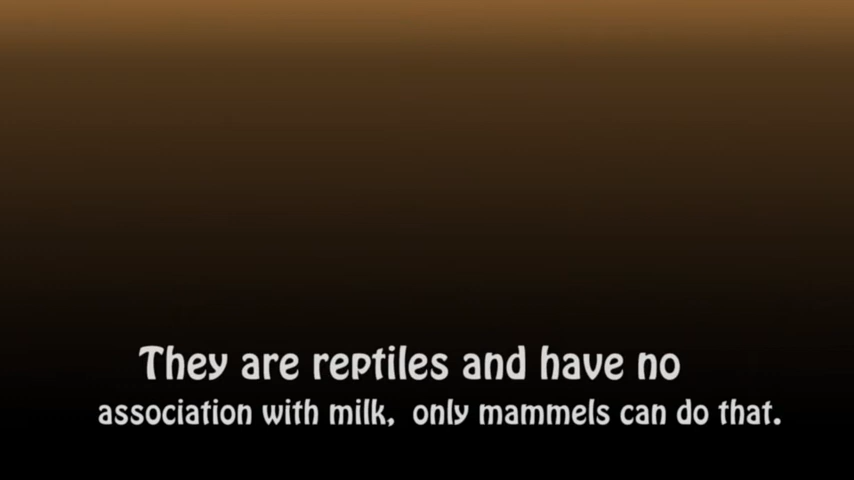 They are reptiles and have no
association with milk, only mammels can do that.